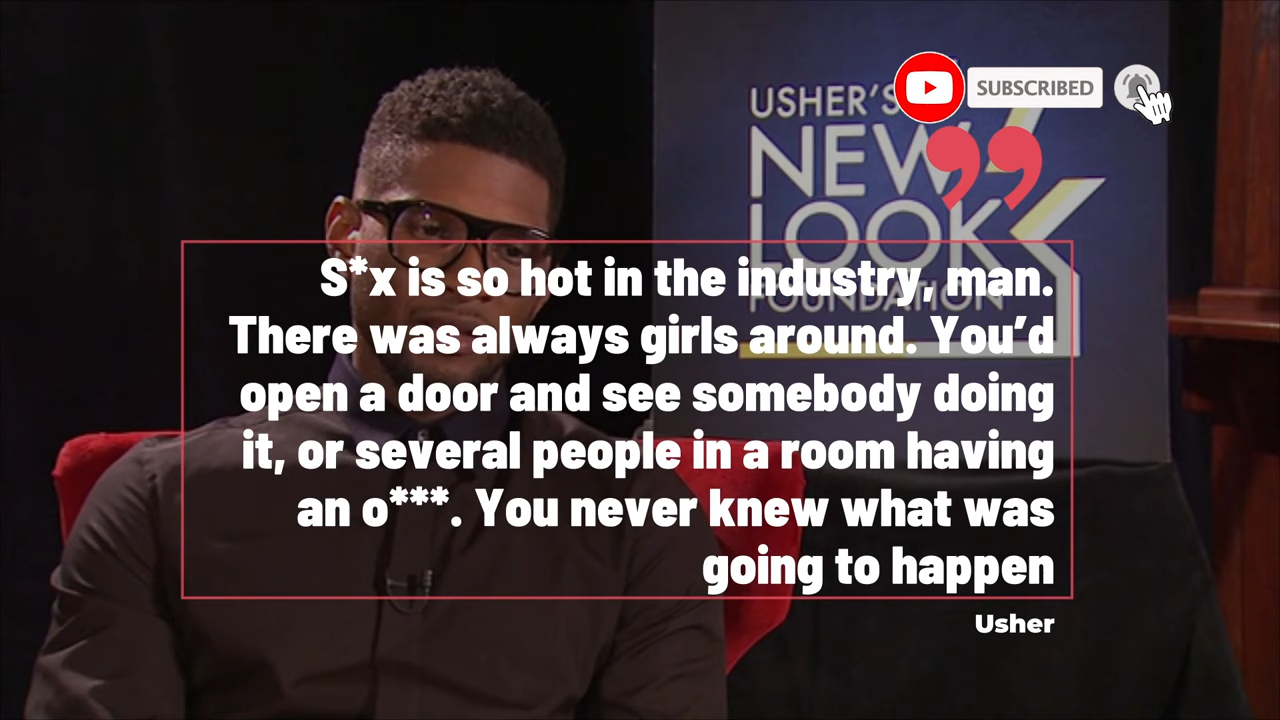 USHER'S
NEW
LOOK
FOUNDATION
SUBSCRIBED
”
S*x is so hot in the industry, man.
There was always girls around. You’d
open a door and see somebody doing
it, or several people in a room having
an o***. You never knew what was
going to happen
Usher